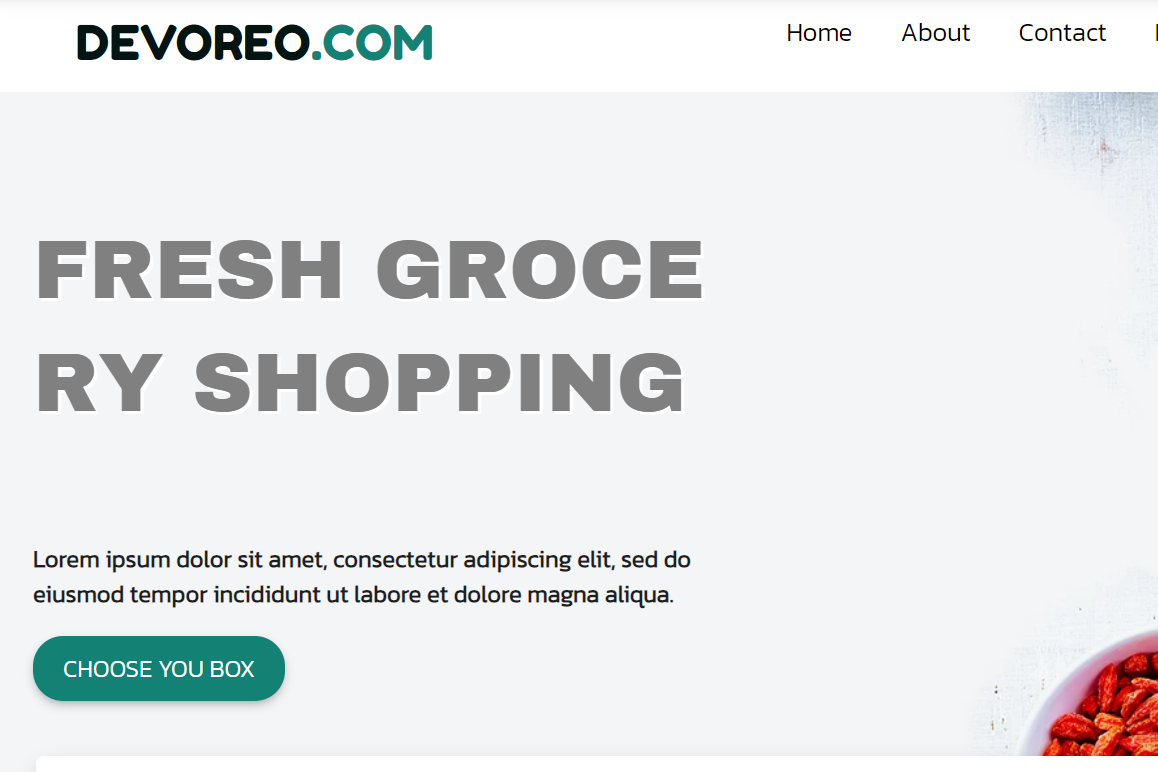 DEVOREO.COM
Home About Contact
FRESH GROCE
RY SHOPPING
Lorem ipsum dolor sit amet, consectetur adipiscing elit, sed do
eiusmod tempor incididunt ut labore et dolore magna aliqua.
CHOOSE YOU BOX